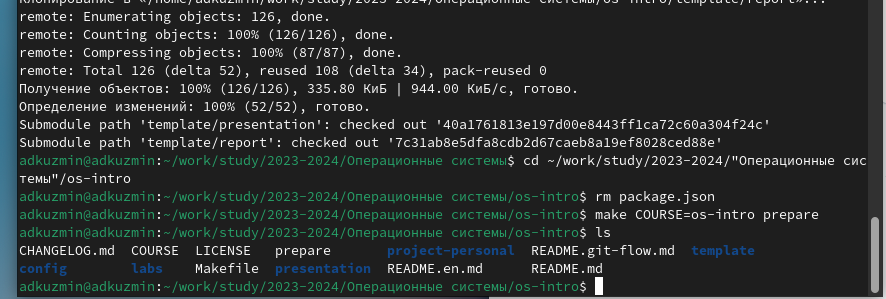 Клонирование в «/home/adkuzmin/work/study/2023-2024/Операционные системы/os-intro/template/report»...
remote: Enumerating objects: 126, done.
remote: Counting objects: 100% (126/126), done.
remote: Compressing objects: 100% (87/87), done.
remote: Total 126 (delta 52), reused 108 (delta 34), pack-reused 0
Получение объектов: 100% (126/126), 335.80 КиБ | 944.00 КиБ/с, готово.
Определение изменений: 100% (52/52), готово.
Submodule path 'template/presentation': checked out '40a1761813e197d00e8443ff1ca72c60a304f24c'
Submodule path 'template/report': checked out '7c31ab8e5dfa8cdb2d67caeb8a19ef8028ced88e'
adkuzmin@adkuzmin:~/work/study/2023-2024/Операционные системы$ cd ~/work/study/2023-2024/"Операционные сис
темы"/os-intro
adkuzmin@adkuzmin:~/work/study/2023-2024/Операционные системы/os-intro$ rm package.json
adkuzmin@adkuzmin:~/work/study/2023-2024/Операционные системы/os-intro$ make COURSE=os-intro prepare
adkuzmin@adkuzmin:~/work/study/2023-2024/Операционные системы/os-intro$ ls
CHANGELOG.md  COURSE  LICENSE   prepare       project-personal  README.git-flow.md  template
config        labs    Makefile  presentation  README.en.md      README.md
adkuzmin@adkuzmin:~/work/study/2023-2024/Операционные системы/os-intro$